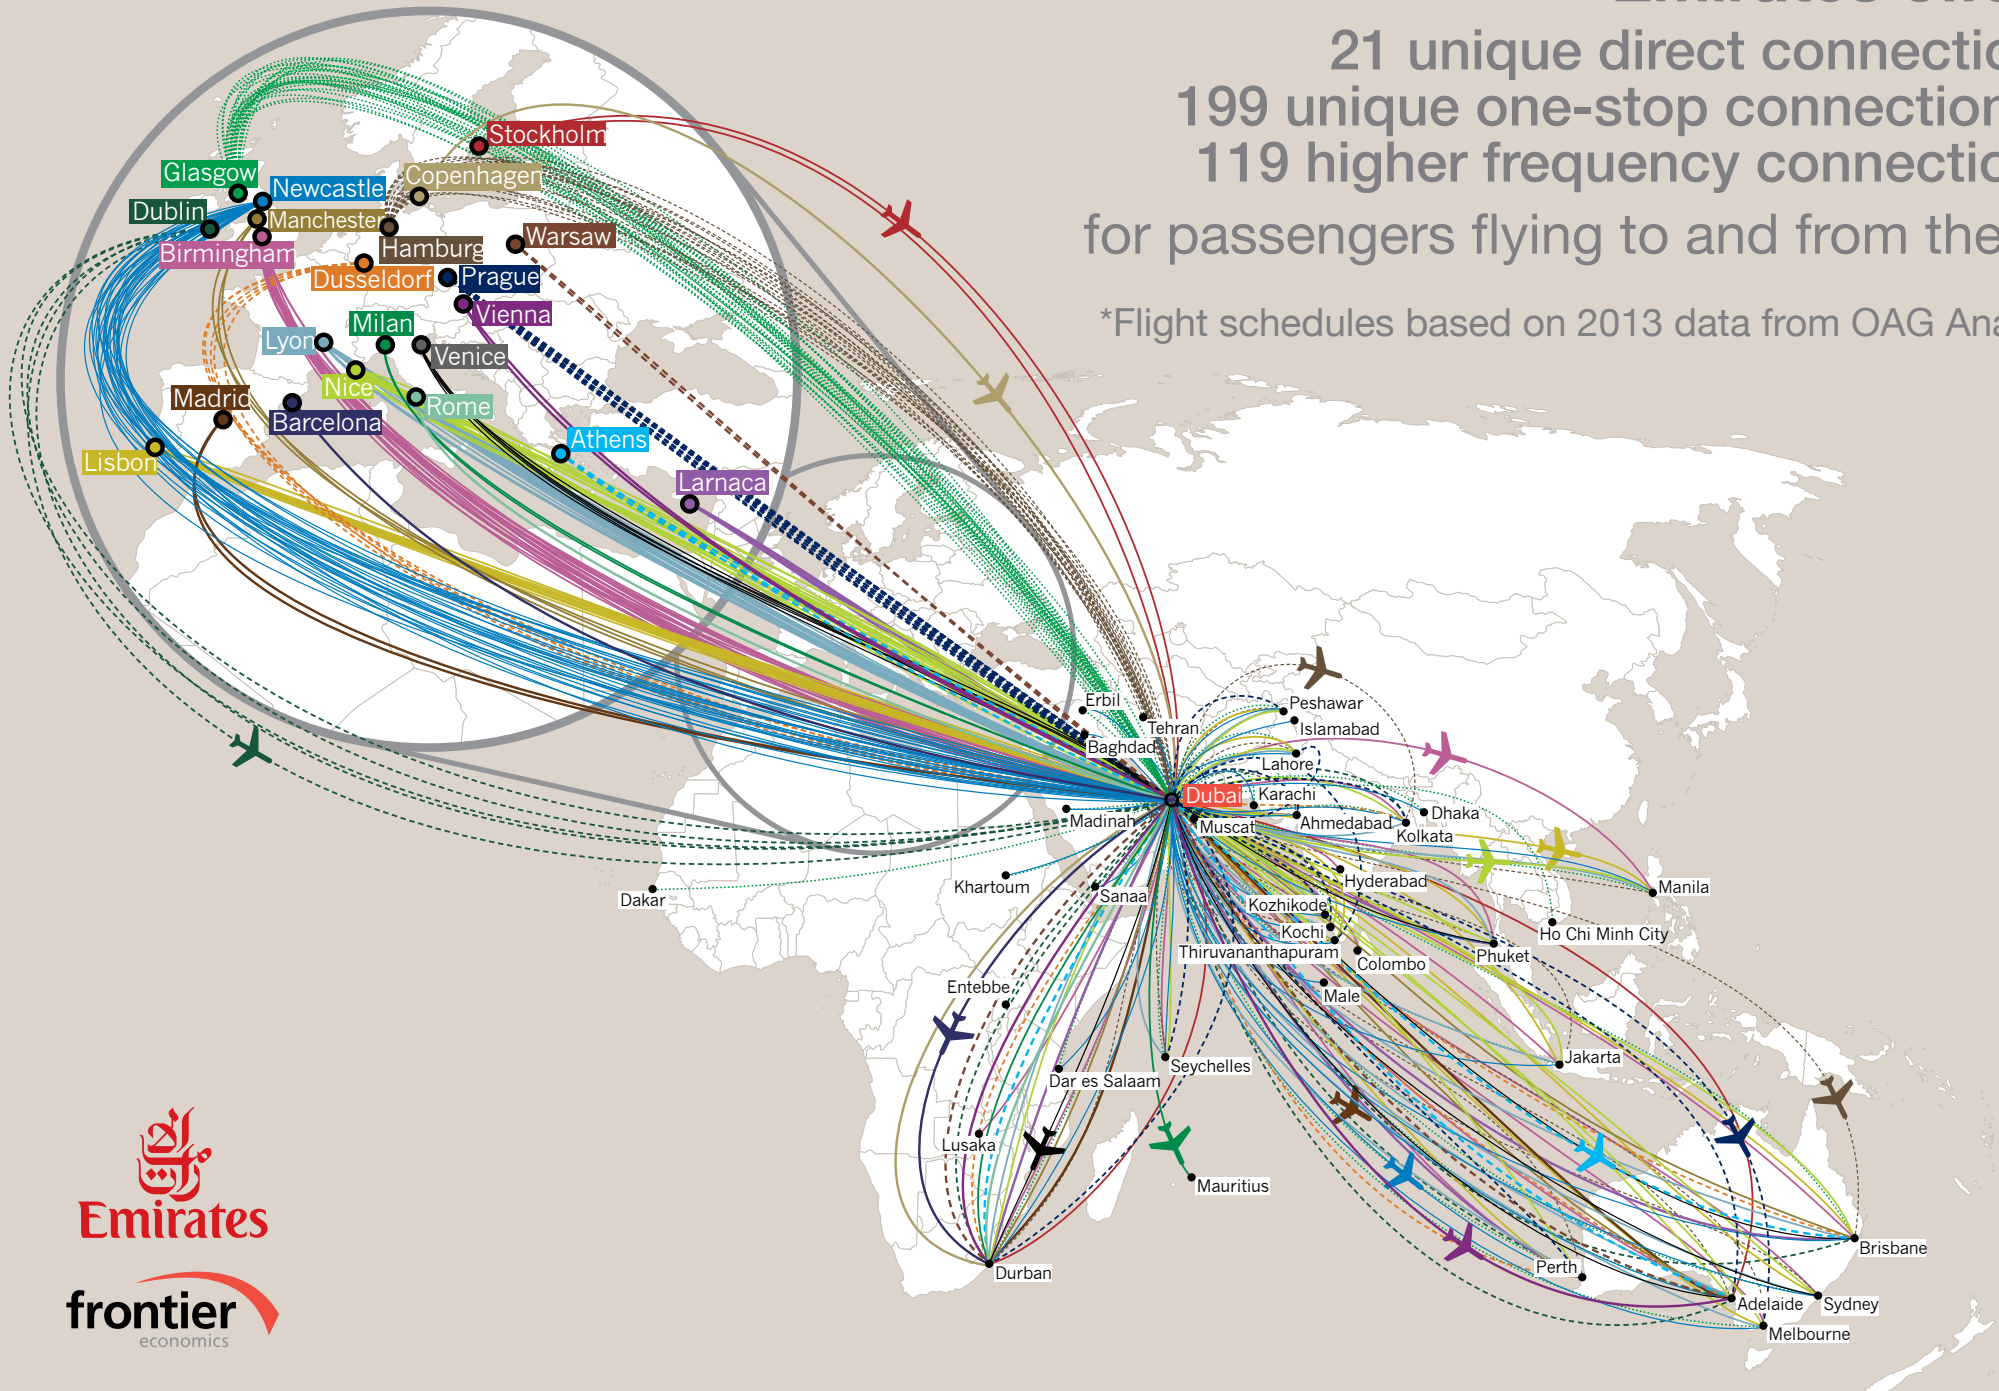 Emirates
21 unique direct
199 unique one-stop
119 higher frequency
for passengers flying to and from the
*Flight schedules based on 2013 data from OAG
Stockholm
Copenhagen
Glasgow
Newcastle
Dublin
Manchester
Birmingham
Hamburg
Warsaw
Dusseldorf
Prague
Vienna
Milan
Lyon
Venice
Nice
Madrid
Rome
Barcelona
Athens
Lisbon
Larnaca
Erbil
Peshawar
Tehran
Islamabad
Baghdad
Lahore
Dubai
Karachi
Madinah
Muscat
Ahmedabad
Dhaka
Kolkata
Khartoum
Hyderabad
Manila
Dakar
Sanaa
Kozhikode
Kochi
Ho Chi Minh City
Thiruvananthapuram
Colombo
Phuket
Entebbe
Male
Jakarta
Seychelles
Dar es Salaam
Lusaka
Mauritius
Emirates
Brisbane
Durban
Perth
Adelaide
Sydney
Melbourne
frontier
economics